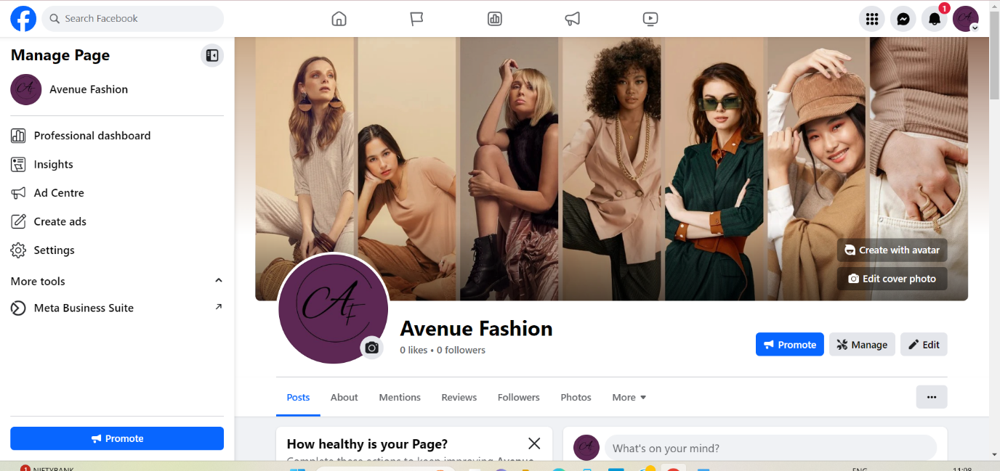 Search Facebook
1
Manage Page
Avenue Fashion
Professional dashboard
Insights
Ad Centre
Create ads
Settings
More tools
Meta Business Suite
Promote
Create with avatar
Edit cover photo
AF
Avenue Fashion
0 likes • 0 followers
Promote
Manage
Edit
Posts
About
Mentions
Reviews
Followers
Photos
More
How healthy is your Page?
Complete these actions to keep improving Avenue
What's on your mind?
1
NIFTYBANK
ENG
11:08